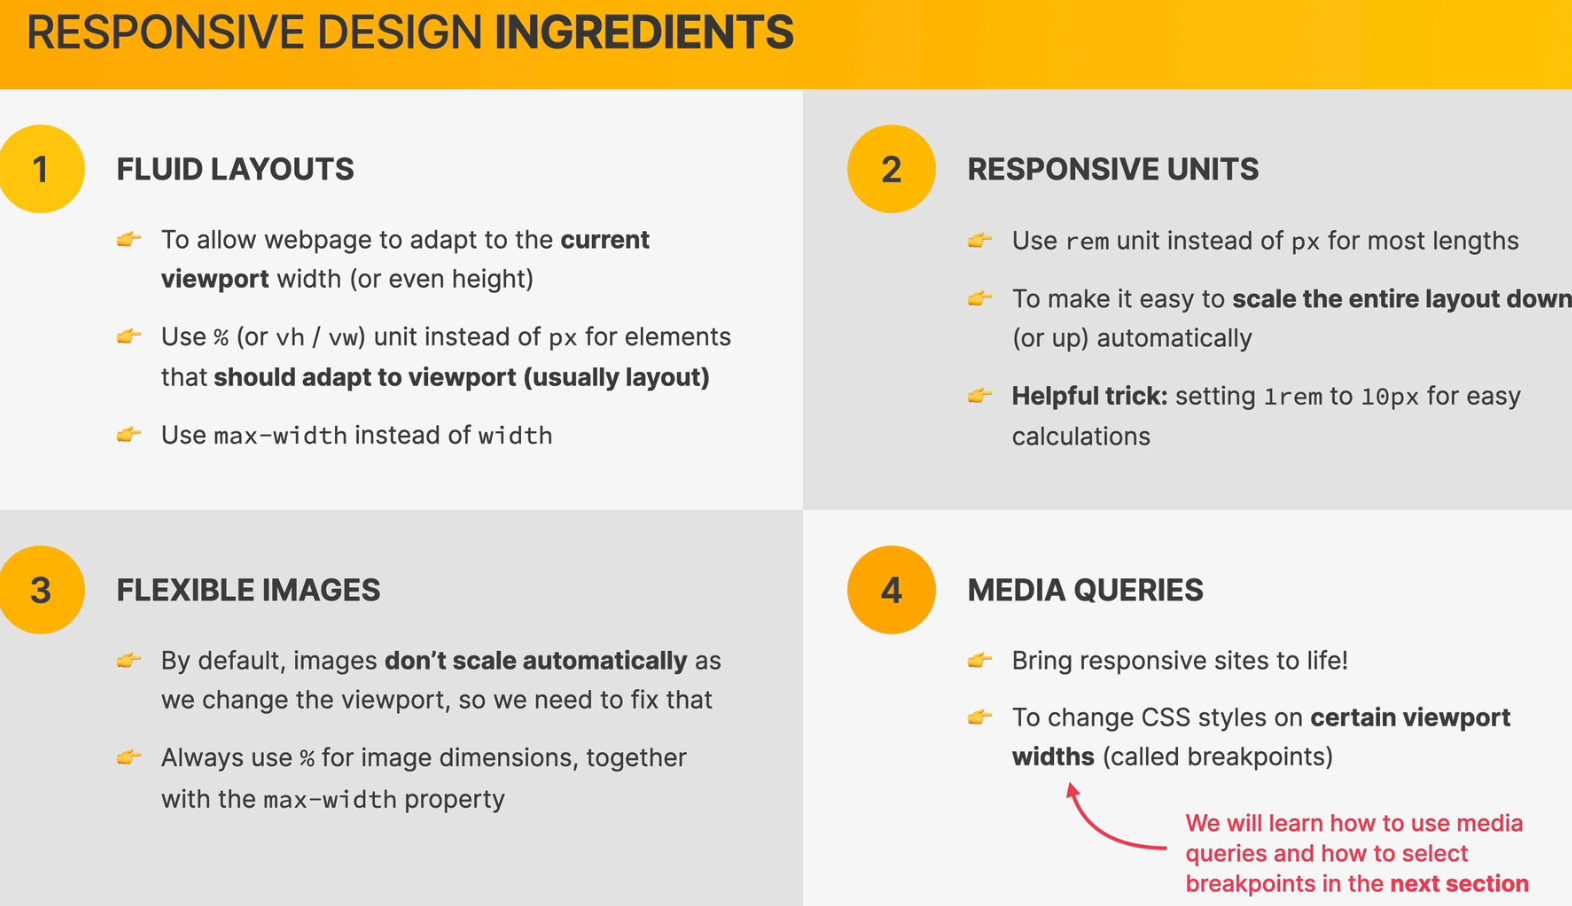 RESPONSIVE DESIGN INGREDIENTS
1
FLUID LAYOUTS
To allow webpage to adapt to the current
viewport width (or even height)
Use % (or vh / vw) unit instead of px for elements
that should adapt to viewport (usually layout)
Use max-width instead of width
2
RESPONSIVE UNITS
Use rem unit instead of px for most lengths
To make it easy to scale the entire layout down
(or up) automatically
Helpful trick: setting 1rem to 10px for easy
calculations
3
FLEXIBLE IMAGES
By default, images don’t scale automatically as
we change the viewport, so we need to fix that
Always use % for image dimensions, together
with the max-width property
4
MEDIA QUERIES
Bring responsive sites to life!
To change CSS styles on certain viewport
widths (called breakpoints)
We will learn how to use media
queries and how to select
breakpoints in the next section